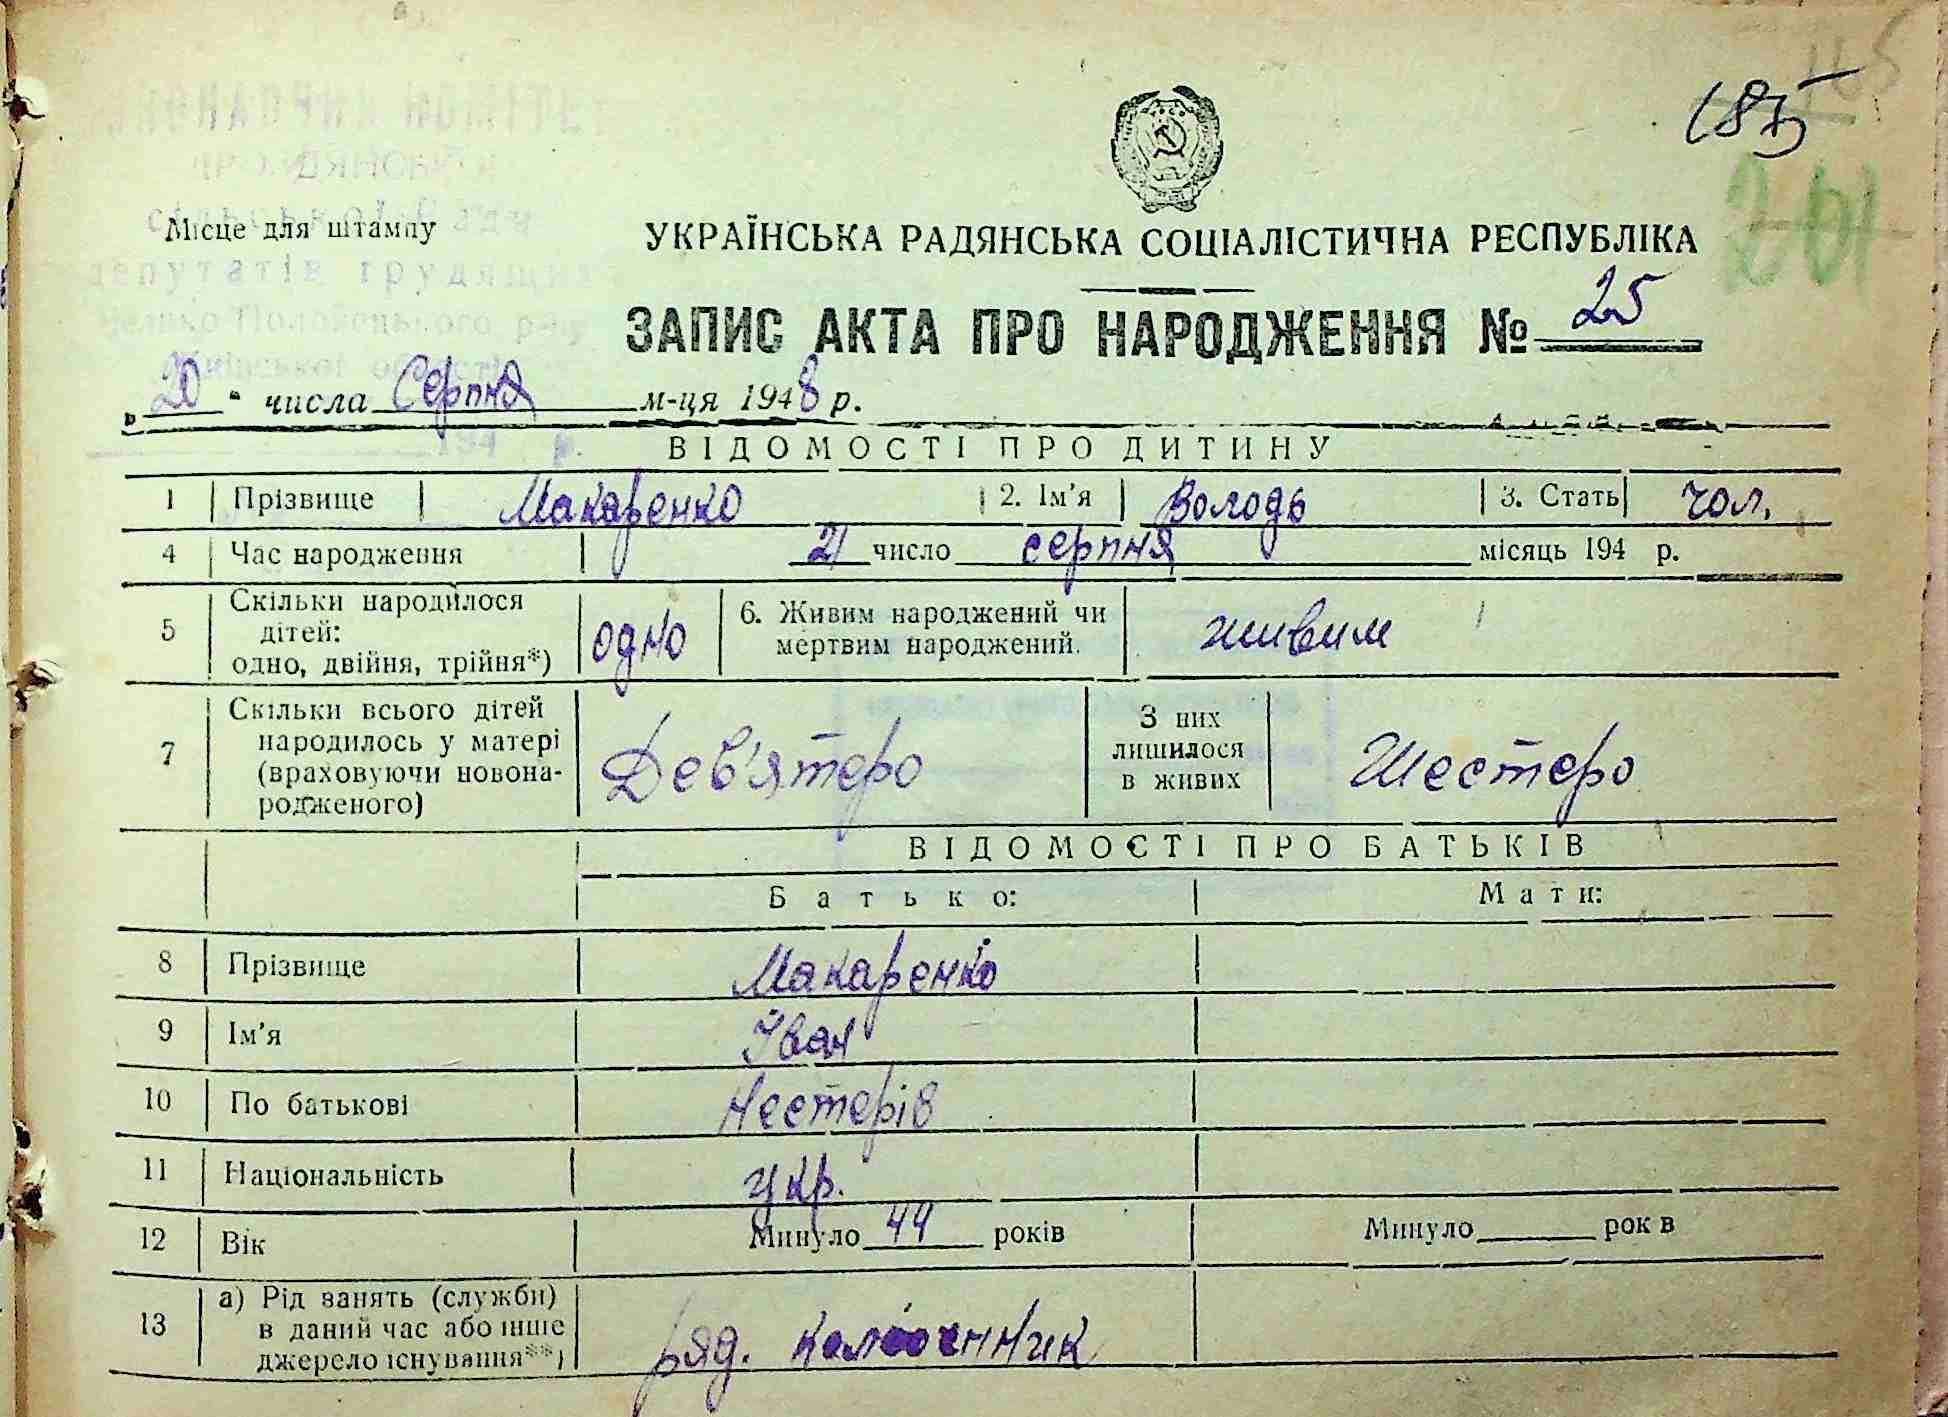 185
201
Місце для штампу
УКРАЇНСЬКА РАДЯНСЬКА СОЦІАЛІСТИЧНА РЕСПУБЛІКА
ЗАПИС АКТА ПРО НАРОДЖЕННЯ № 25
„20" числа Серпня м-ця 1948 р.
ВІДОМОСТІ ПРО ДИТИНУ
1 Прізвище Макаренко 2. Ім'я Володь 3. Стать чол.
4 Час народження 21 число серпня місяць 194 р.
5 Скільки народилося дітей: одно, двійня, трійня*) одно 6. Живим народжений чи мертвим народжений. живим
7 Скільки всього дітей народилось у матері (враховуючи новонародженого) Дев'ятеро З них лишилося в живих Шестеро
ВІДОМОСТІ ПРО БАТЬКІВ
Батько: Мати:
8 Прізвище Макаренко
9 Ім'я Іван
10 По батькові Нестерів
11 Національність укр.
12 Вік Минуло 44 років Минуло рок в
13 а) Рід занять (служби) в даний час або інше джерело існування**) ряд.